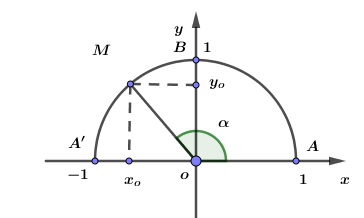 y
M
B 1
y₀
α
A′ A
−1 x₀ o 1 x